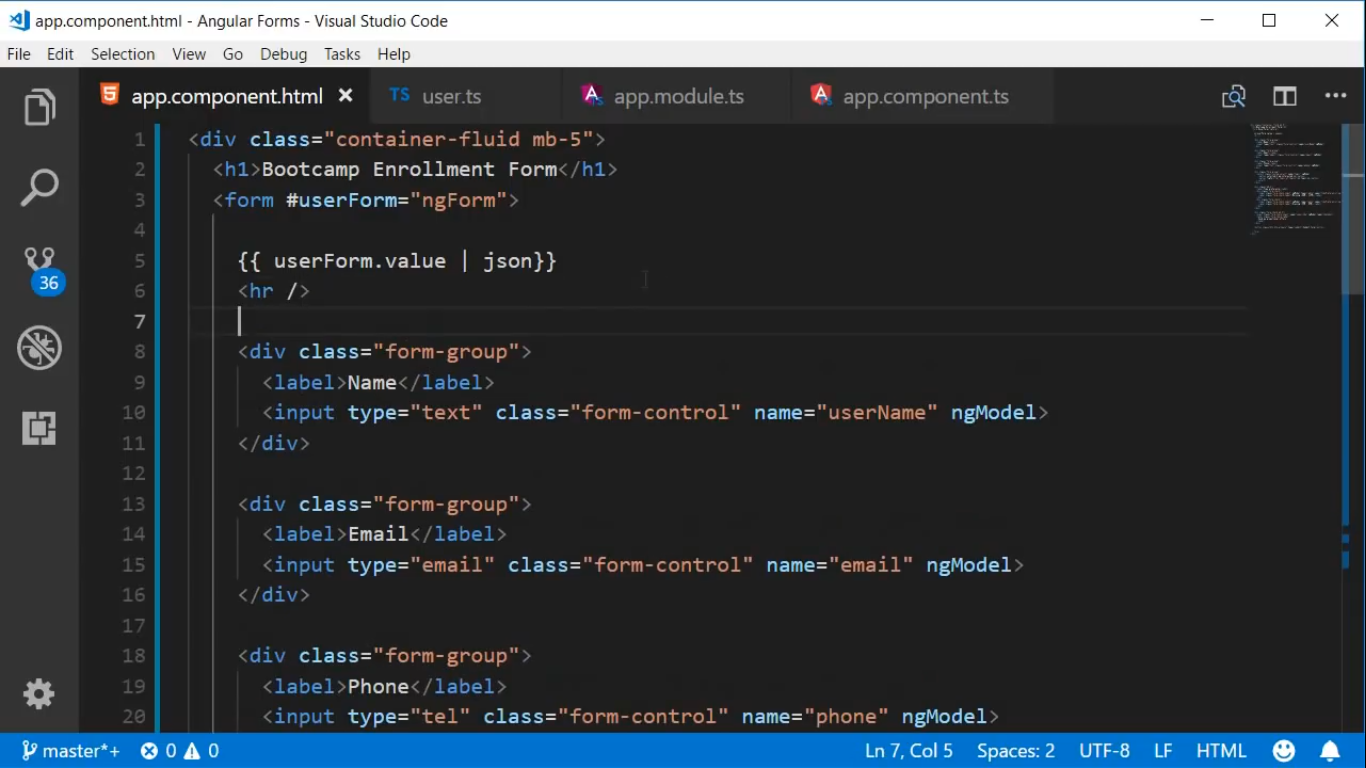 app.component.html - Angular Forms - Visual Studio Code
File Edit Selection View Go Debug Tasks Help
app.component.html TS user.ts app.module.ts app.component.ts
1 <div class="container-fluid mb-5">
2 <h1>Bootcamp Enrollment Form</h1>
3 <form #userForm="ngForm">
4
5 {{ userForm.value | json}}
6 <hr />
7
8 <div class="form-group">
9 <label>Name</label>
10 <input type="text" class="form-control" name="userName" ngModel>
11 </div>
12
13 <div class="form-group">
14 <label>Email</label>
15 <input type="email" class="form-control" name="email" ngModel>
16 </div>
17
18 <div class="form-group">
19 <label>Phone</label>
20 <input type="tel" class="form-control" name="phone" ngModel>
36
master*+ 0 0 Ln 7, Col 5 Spaces: 2 UTF-8 LF HTML